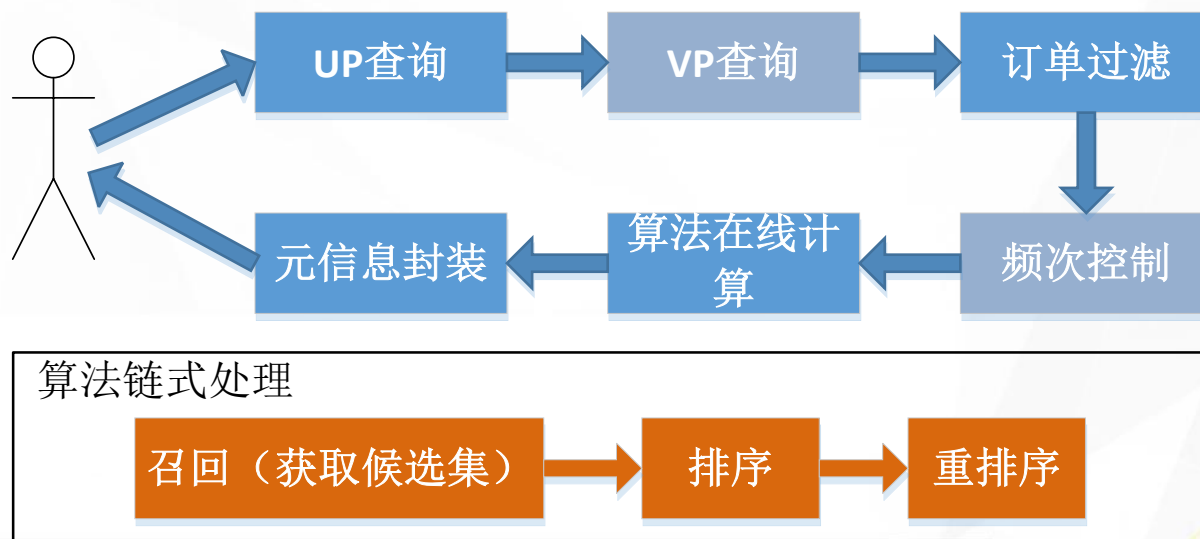 UP查询
VP查询
订单过滤
元信息封装
算法在线计
算
频次控制
算法链式处理
召回（获取候选集）
排序
重排序